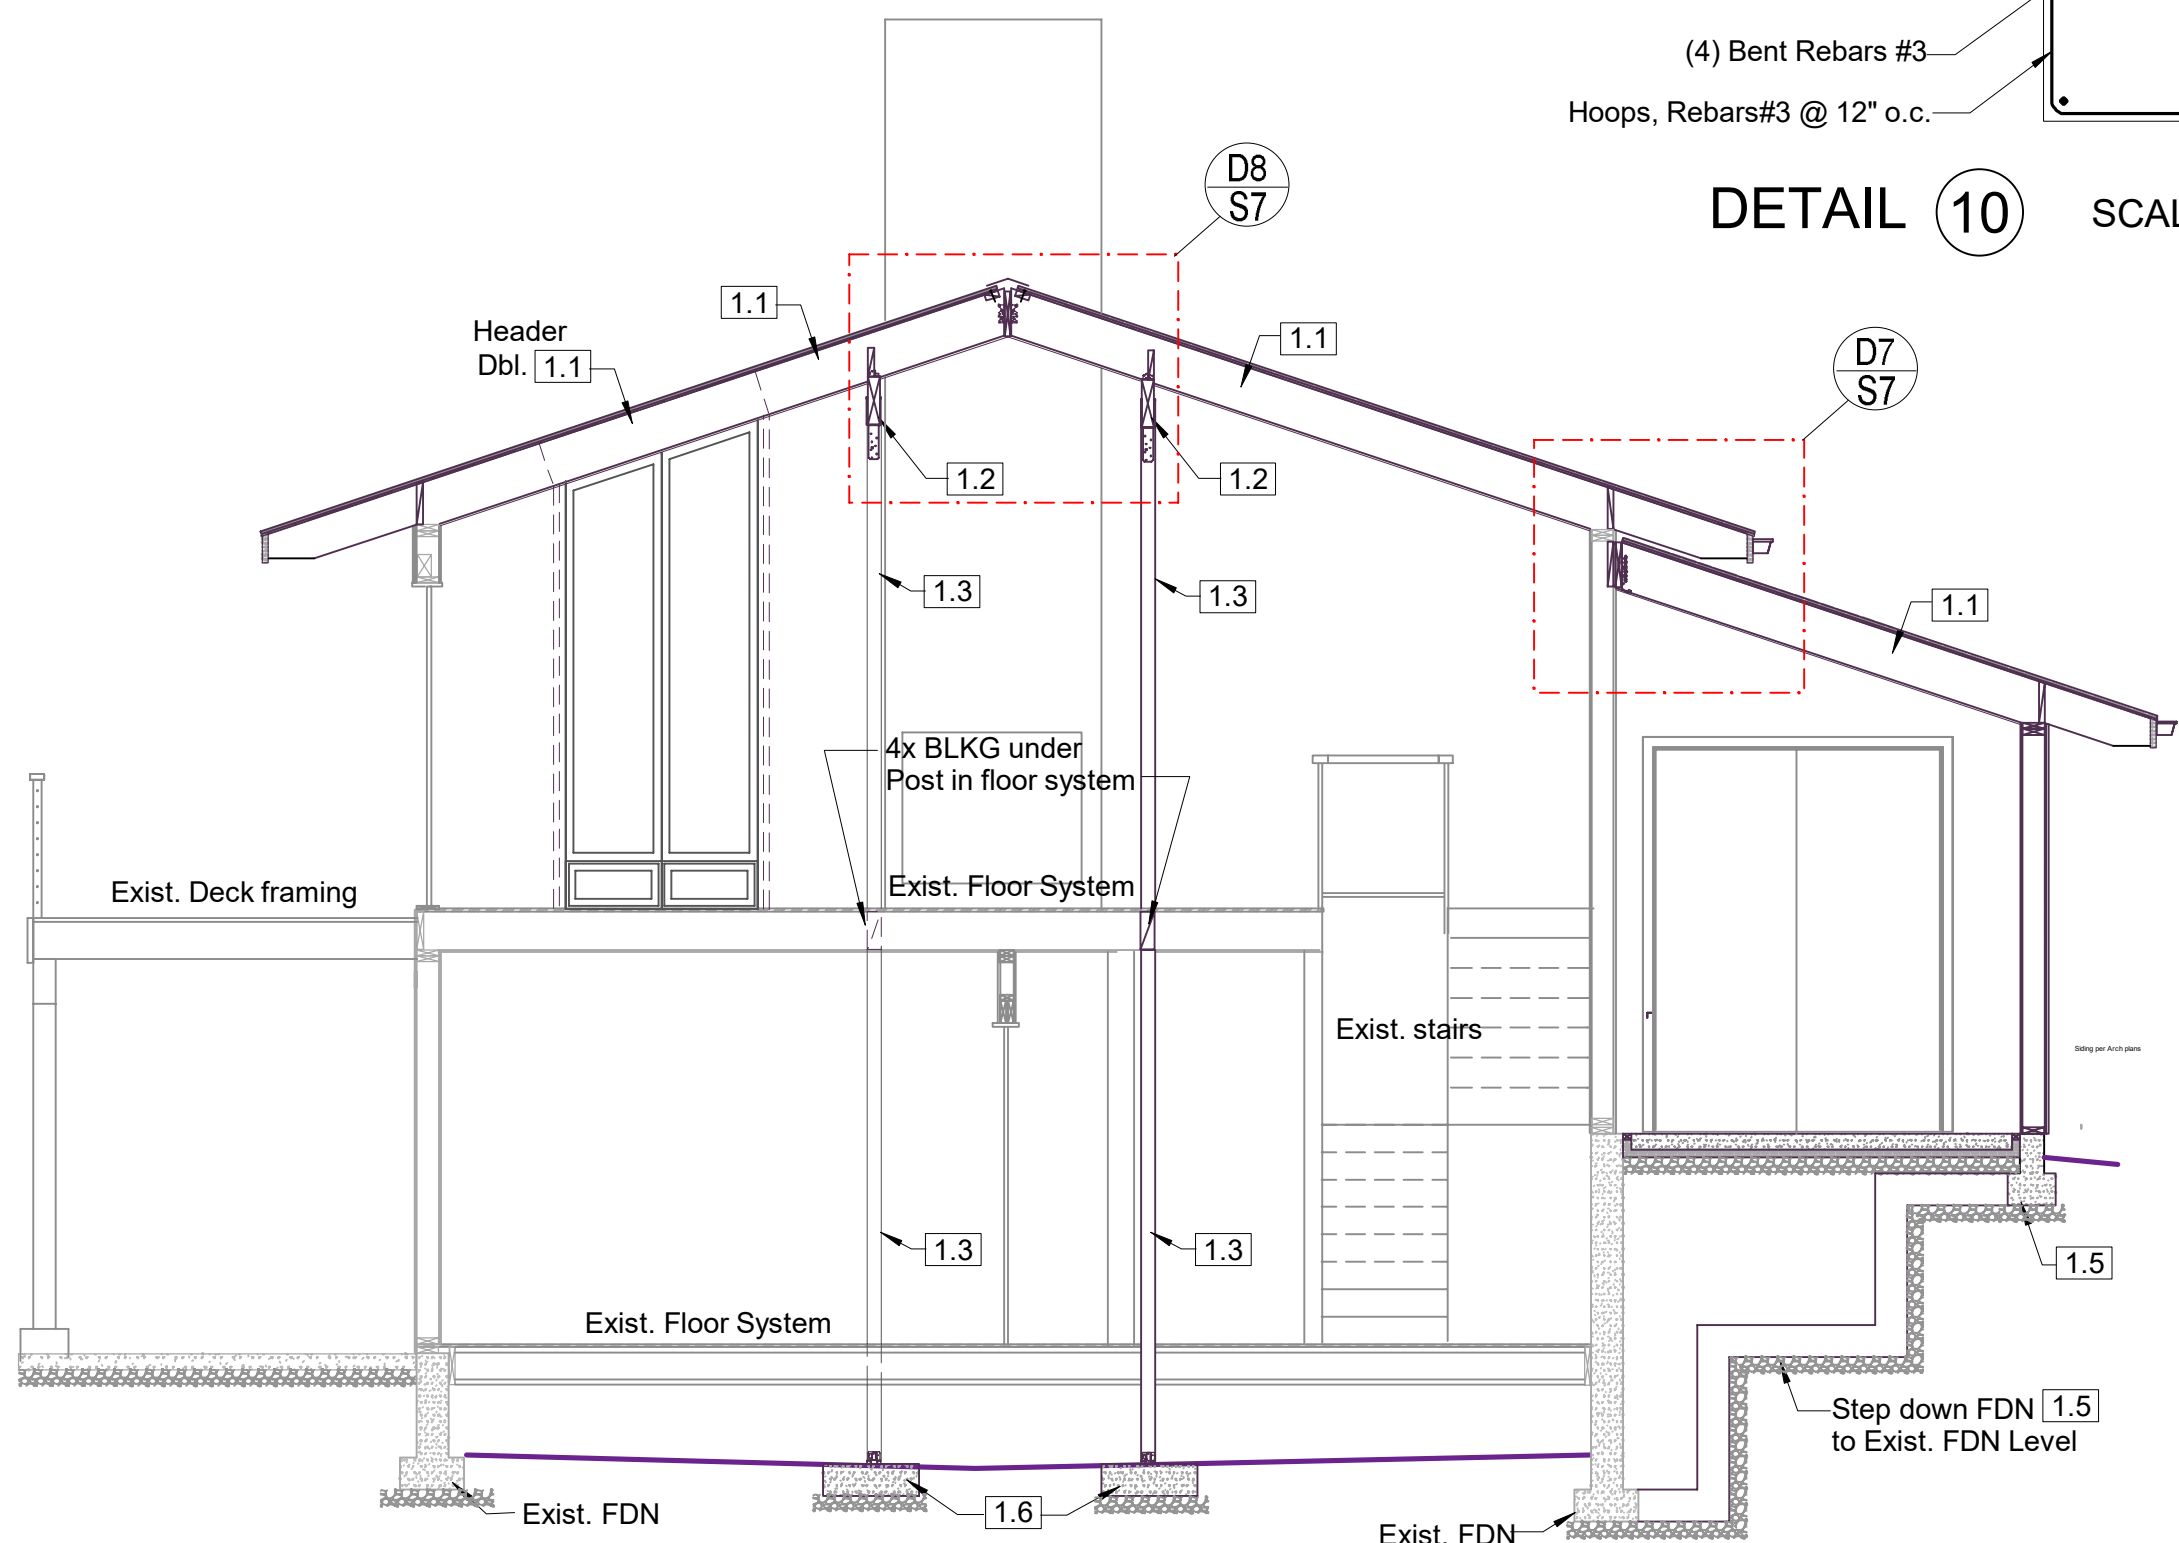 (4) Bent Rebars #3
Hoops, Rebars#3 @ 12" o.c.
DETAIL 10 SCAL
D8
S7
1.1
Header
Dbl. 1.1
1.1
D7
S7
1.2
1.2
1.3
1.3
1.1
4x BLKG under
Post in floor system
Exist. Deck framing
Exist. Floor System
Exist. stairs
Siding per Arch plans
1.3
1.3
1.5
Exist. Floor System
Step down FDN 1.5
to Exist. FDN Level
Exist. FDN
1.6
Exist. FDN